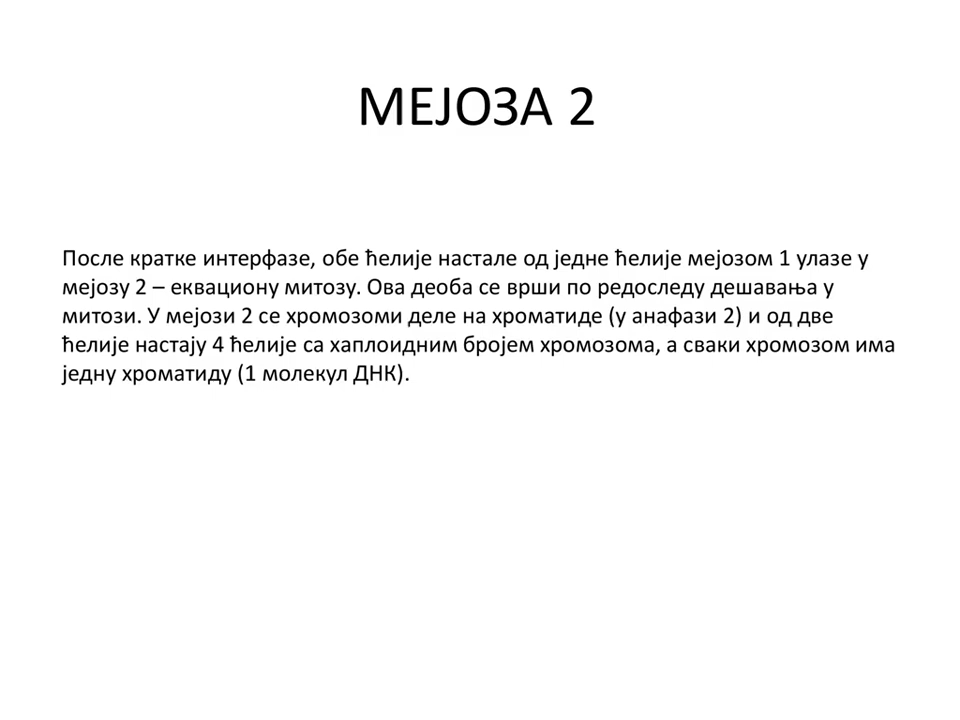 МЕЈОЗА 2
После кратке интерфазе, обе ћелије настале од једне ћелије мејозом 1 улазе у
мејозу 2 – еквациону митозу. Ова деоба се врши по редоследу дешавања у
митози. У мејози 2 се хромозоми деле на хроматиде (у анафази 2) и од две
ћелије настају 4 ћелије са хаплоидним бројем хромозома, а сваки хромозом има
једну хроматиду (1 молекул ДНК).